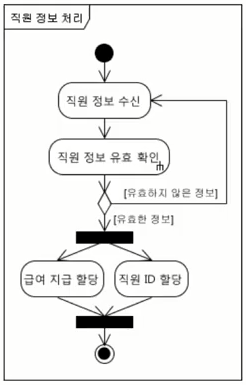 직원 정보 처리
직원 정보 수신
직원 정보 유효 확인
[유효하지 않은 정보]
[유효한 정보]
급여 지급 할당
직원 ID 할당